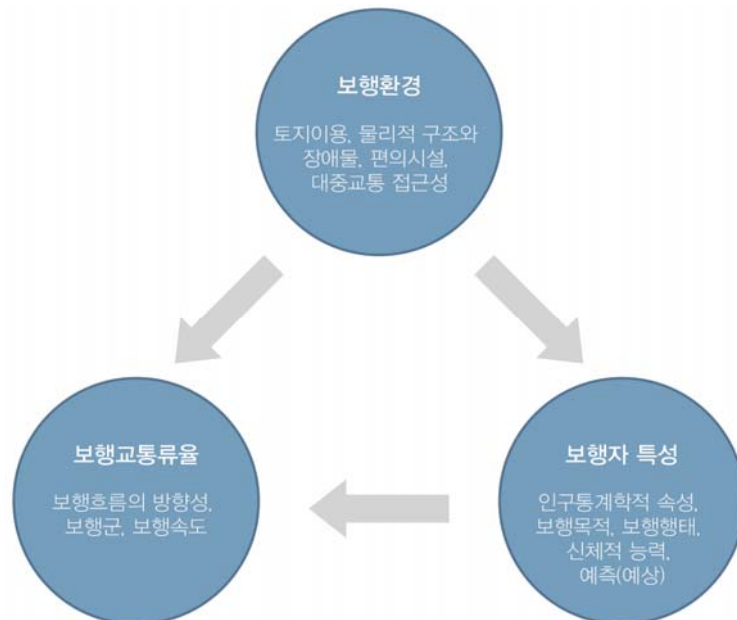 보행환경
토지이용, 물리적 구조와
장애물, 편의시설,
대중교통 접근성
보행교통류율
보행흐름의 방향성,
보행군, 보행속도
보행자 특성
인구통계학적 속성,
보행목적, 보행행태,
신체적 능력,
예측(예상)